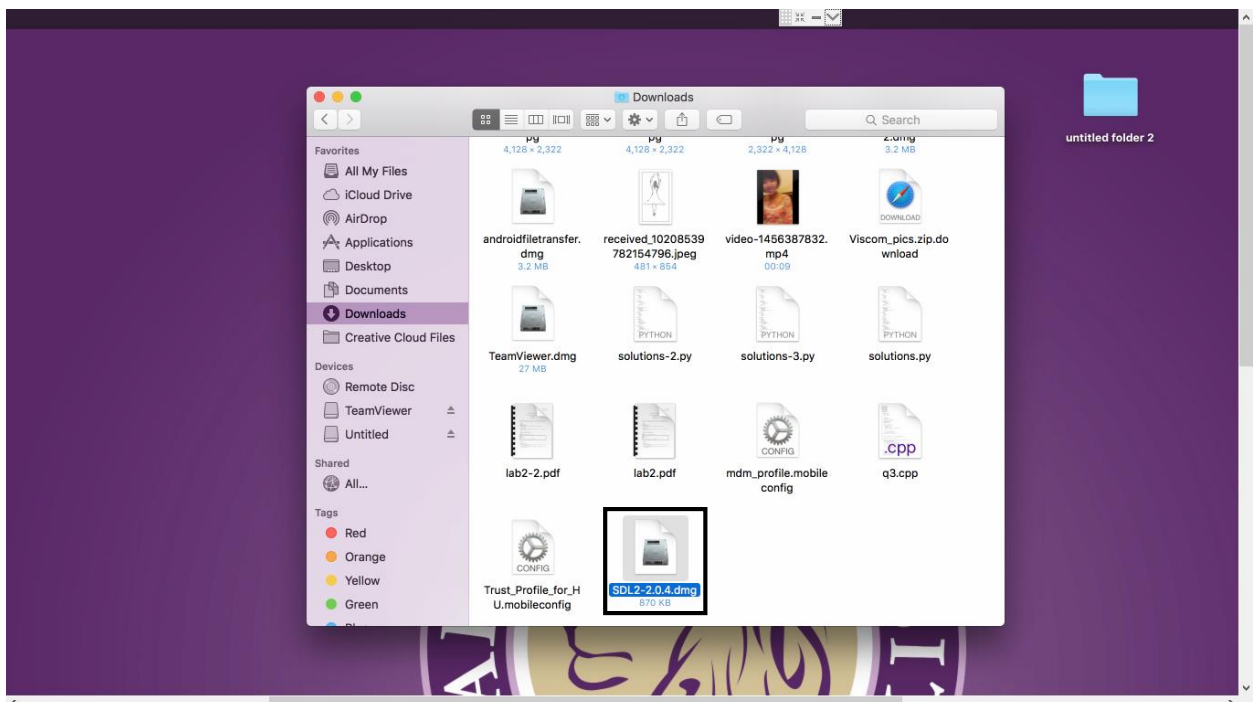 Downloads
Search
untitled folder 2
Favorites
All My Files
iCloud Drive
AirDrop
Applications
Desktop
Documents
Downloads
Creative Cloud Files
Devices
Remote Disc
TeamViewer
Untitled
Shared
All...
Tags
Red
Orange
Yellow
Green
pg
4,128 × 2,322
pg
4,128 × 2,322
pg
2,322 × 4,128
2.dmg
3.2 MB
androidfiletransfer.
dmg
3.2 MB
received_10208539
782154796.jpeg
481 × 854
video-1456387832.
mp4
00:09
DOWNLOAD
Viscom_pics.zip.do
wnload
TeamViewer.dmg
27 MB
PYTHON
solutions-2.py
PYTHON
solutions-3.py
PYTHON
solutions.py
lab2-2.pdf
lab2.pdf
CONFIG
mdm_profile.mobile
config
.cpp
q3.cpp
CONFIG
Trust_Profile_for_H
U.mobileconfig
SDL2-2.0.4.dmg
870 KB